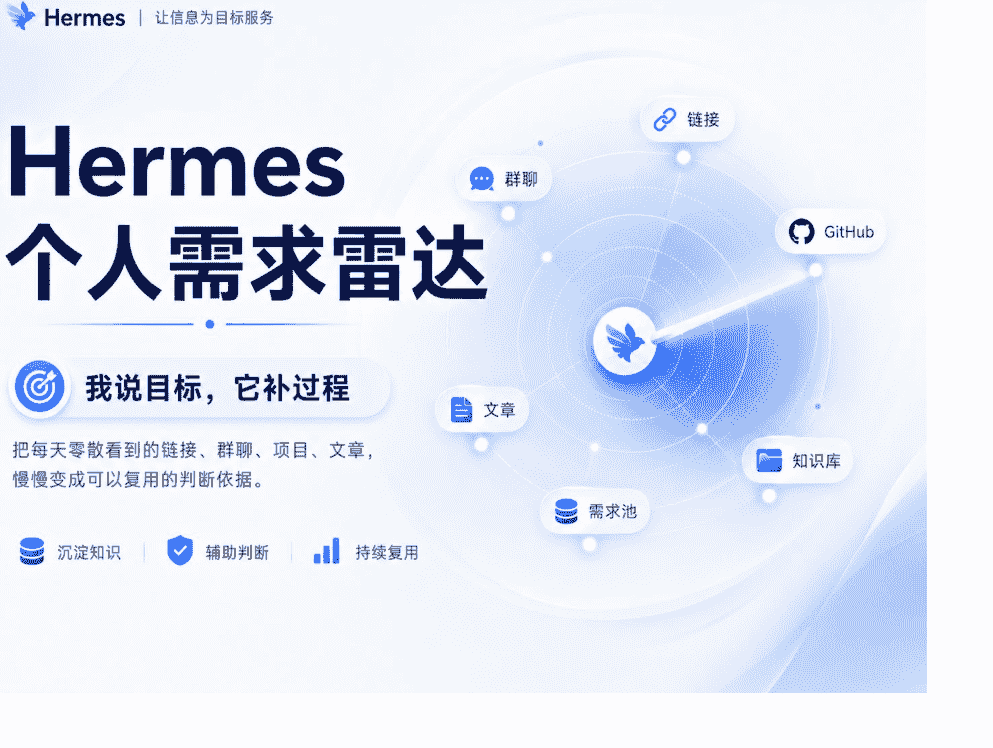 Hermes | 让信息为目标服务
Hermes
个人需求雷达
我说目标，它补过程
把每天零散看到的链接、群聊、项目、文章，
慢慢变成可以复用的判断依据。
沉淀知识
辅助判断
持续复用
链接
群聊
GitHub
文章
知识库
需求池